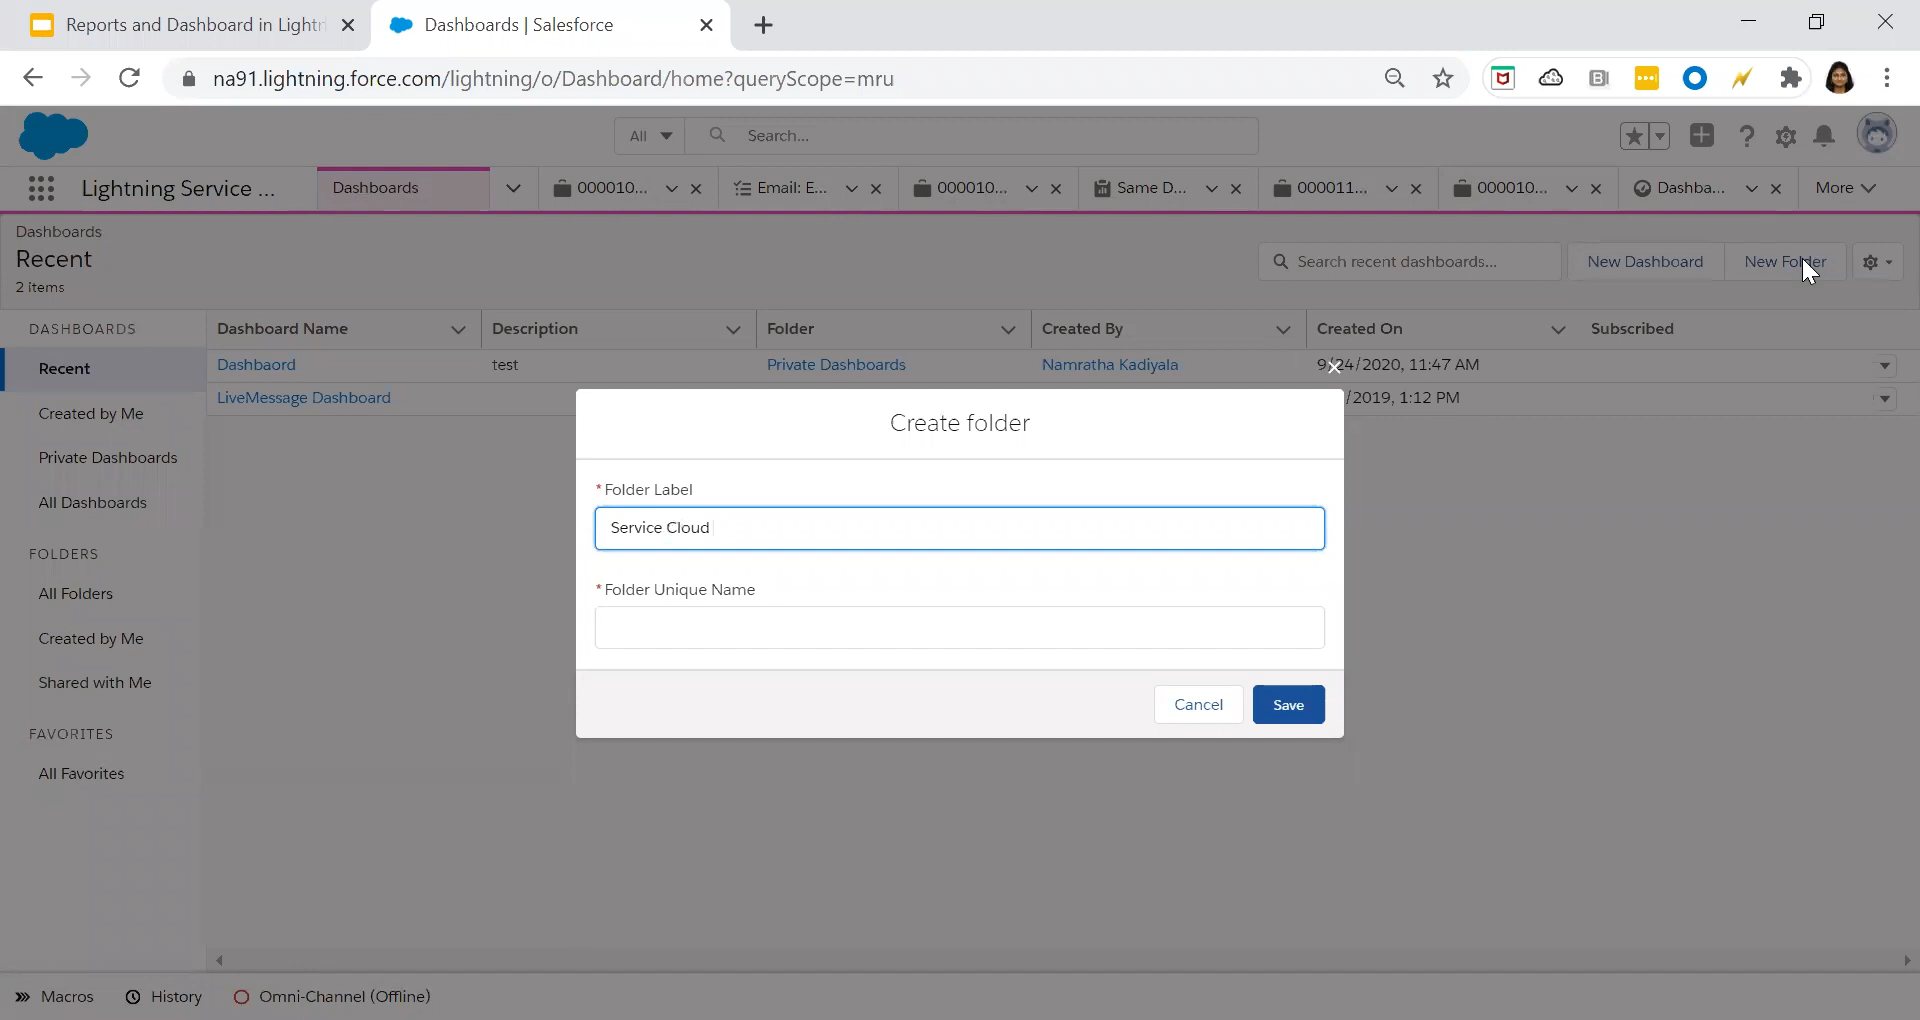 Reports and Dashboard in Lightn
Dashboards | Salesforce
na91.lightning.force.com/lightning/o/Dashboard/home?queryScope=mru
All
Search...
Lightning Service ...
Dashboards
000010...
Email: E...
000010...
Same D...
000011...
000010...
Dashba...
More
Dashboards
Recent
2 items
Search recent dashboards...
New Dashboard
New Folder
DASHBOARDS
Dashboard Name
Description
Folder
Created By
Created On
Subscribed
Recent
Dashbaord
test
Private Dashboards
Namratha Kadiyala
9/24/2020, 11:47 AM
LiveMessage Dashboard
/2019, 1:12 PM
Created by Me
Private Dashboards
All Dashboards
FOLDERS
All Folders
Created by Me
Shared with Me
FAVORITES
All Favorites
Create folder
*Folder Label
Service Cloud
*Folder Unique Name
Cancel
Save
Macros
History
Omni-Channel (Offline)